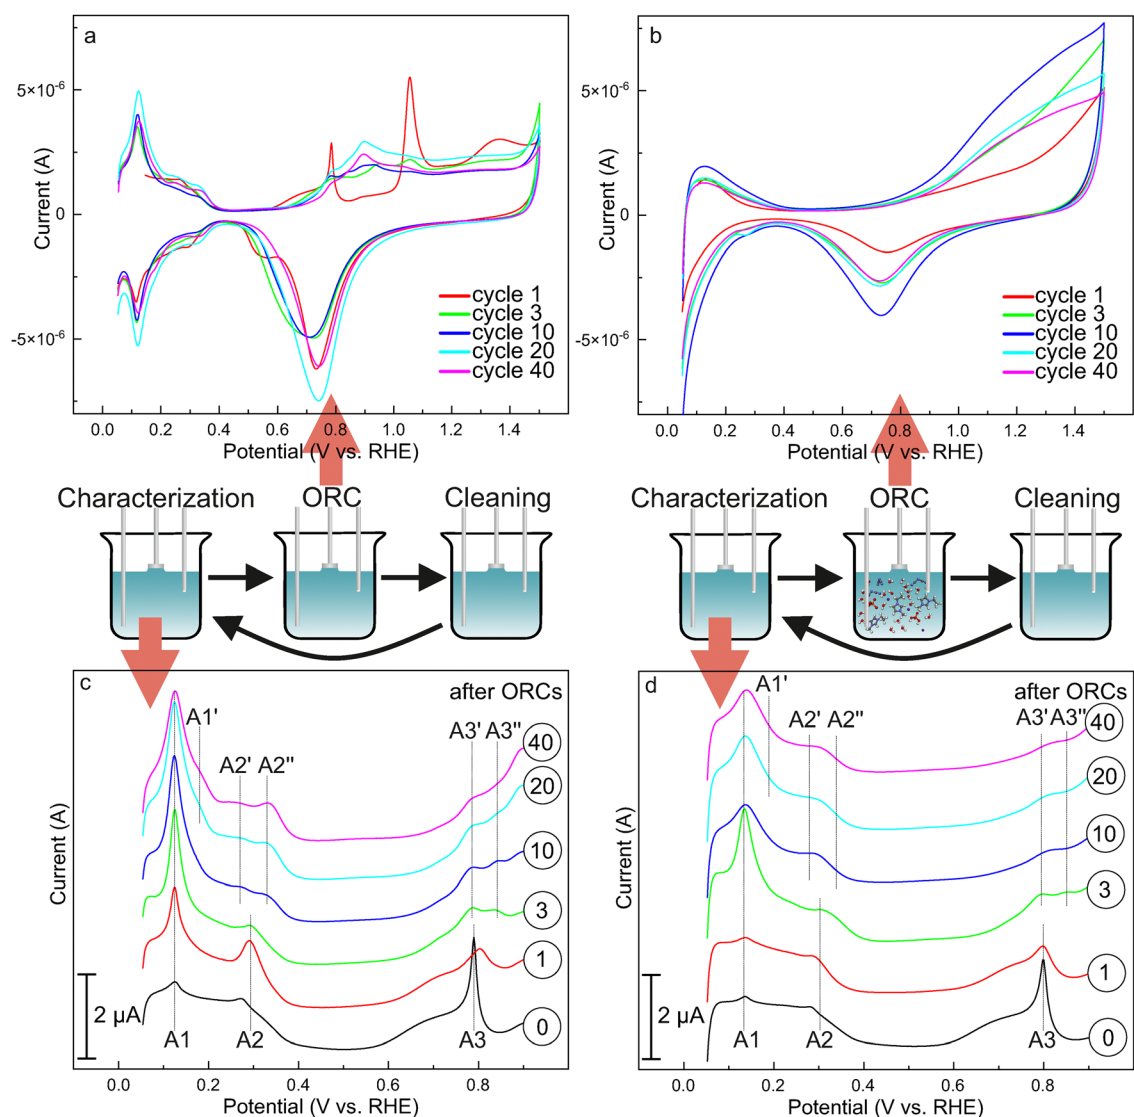 a
5×10⁻⁶
0
-5×10⁻⁶
Current (A)
cycle 1
cycle 3
cycle 10
cycle 20
cycle 40
0.0 0.2 0.4 0.6 0.8 1.0 1.2 1.4
Potential (V vs. RHE)
b
5×10⁻⁶
0
-5×10⁻⁶
Current (A)
cycle 1
cycle 3
cycle 10
cycle 20
cycle 40
0.0 0.2 0.4 0.6 0.8 1.0 1.2 1.4
Potential (V vs. RHE)
Characterization ORC Cleaning
Characterization ORC Cleaning
c
after ORCs
A1'
A2' A2''
A3' A3''
40
20
10
3
1
0
Current (A)
2 µA
A1 A2 A3
0.0 0.2 0.4 0.6 0.8
Potential (V vs. RHE)
d
after ORCs
A1'
A2' A2''
A3' A3''
40
20
10
3
1
0
Current (A)
2 µA
A1 A2 A3
0.0 0.2 0.4 0.6 0.8
Potential (V vs. RHE)